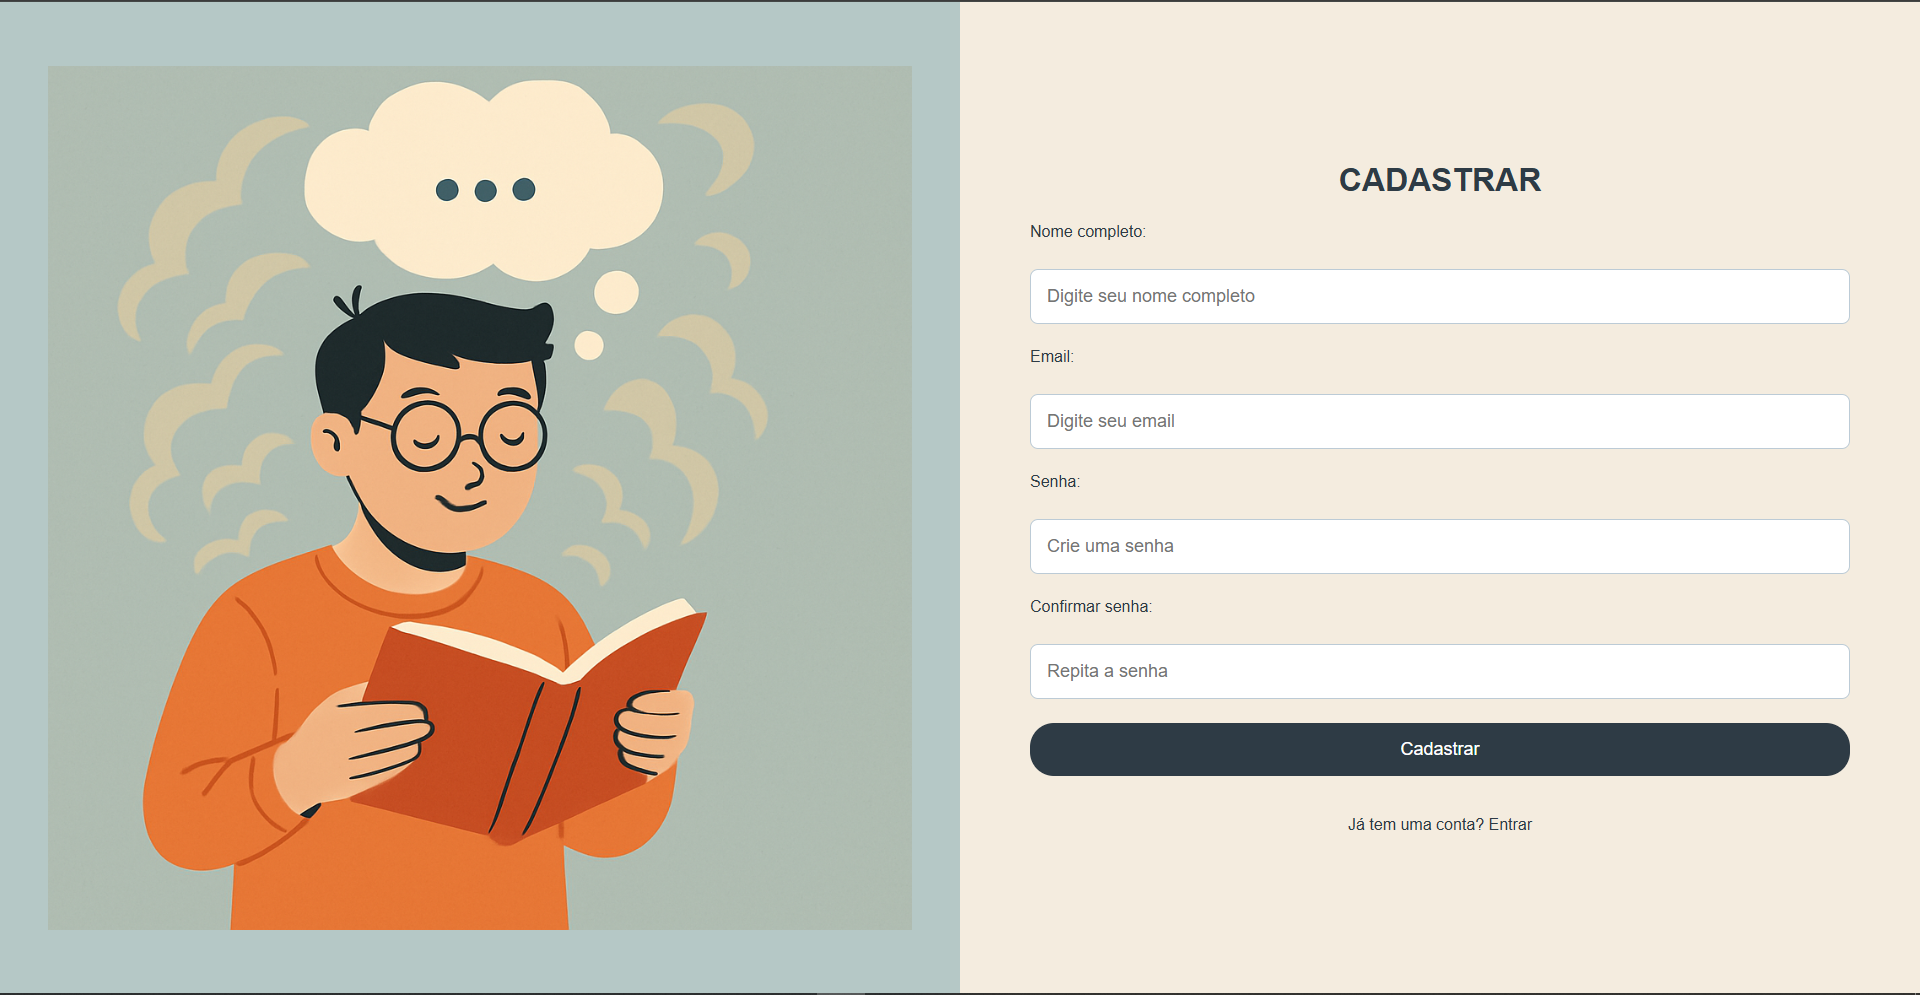 CADASTRAR
Nome completo:
Digite seu nome completo
Email:
Digite seu email
Senha:
Crie uma senha
Confirmar senha:
Repita a senha
Cadastrar
Já tem uma conta? Entrar